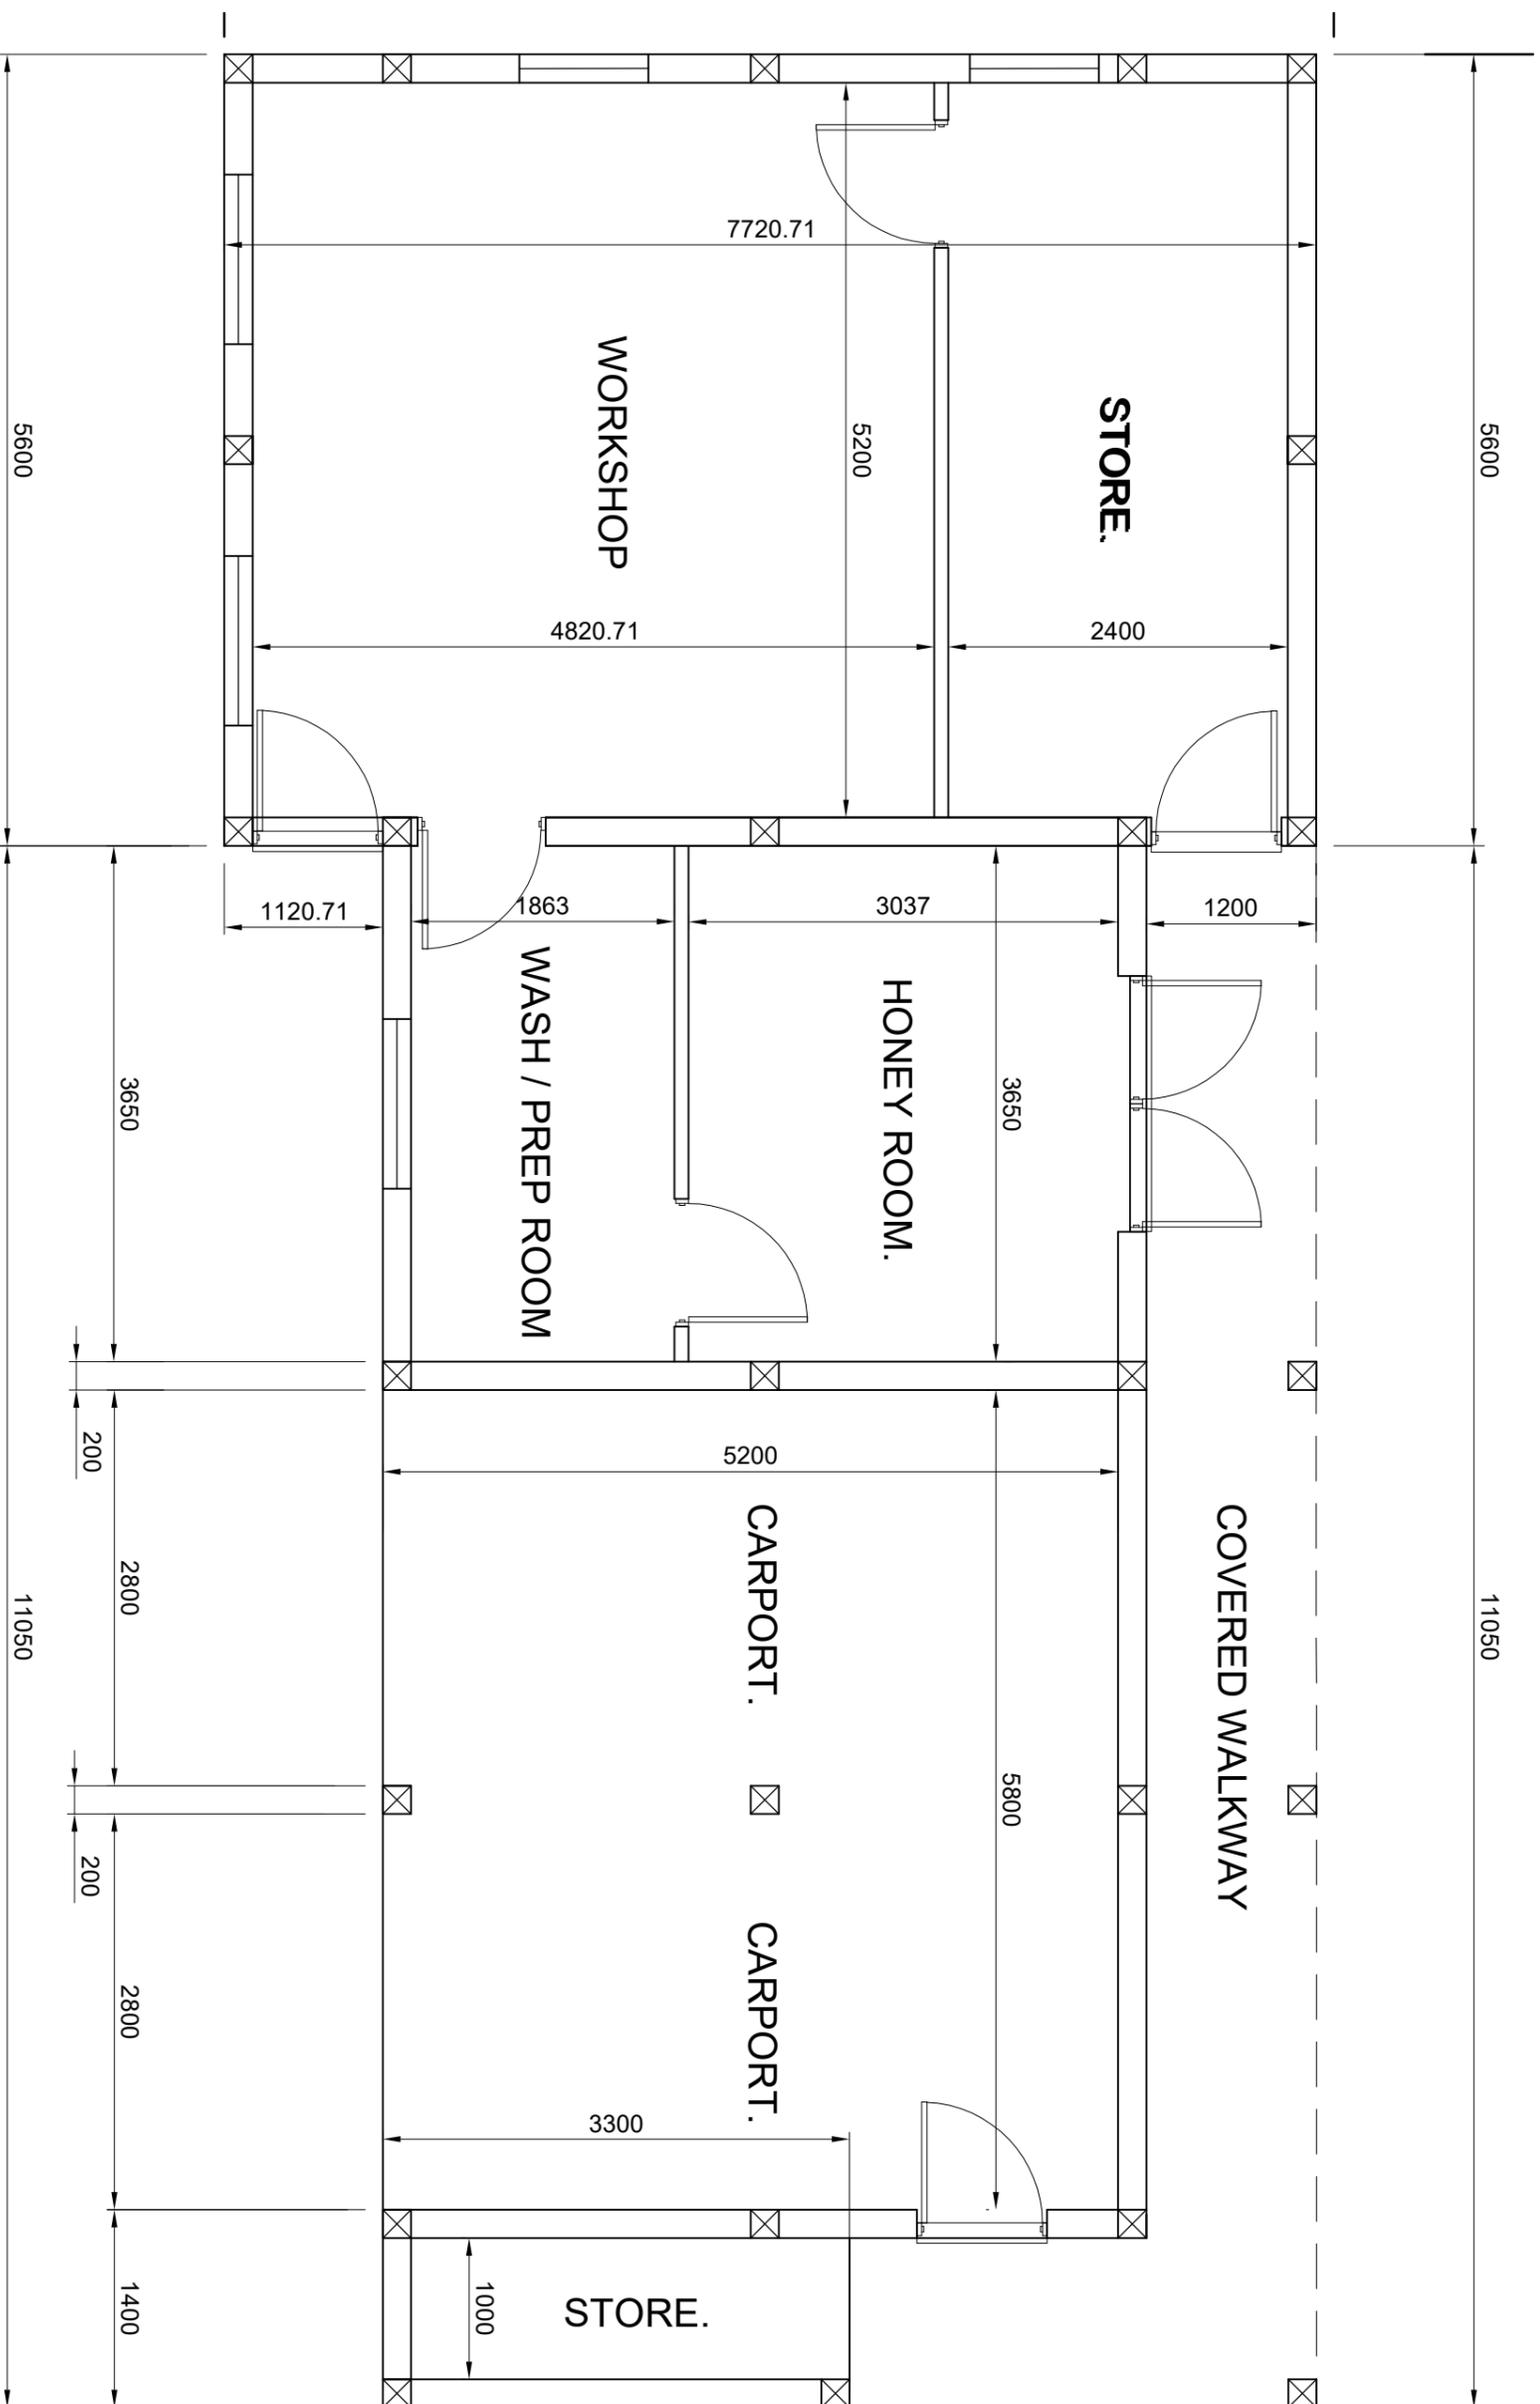 7720.71
5600
5200
5600
WORKSHOP
STORE.
4820.71
2400
1120.71
1863
3037
1200
WASH / PREP ROOM
HONEY ROOM.
3650
3650
200
5200
CARPORT.
COVERED WALKWAY
2800
11050
11050
5800
200
CARPORT.
2800
3300
1400
1000
STORE.